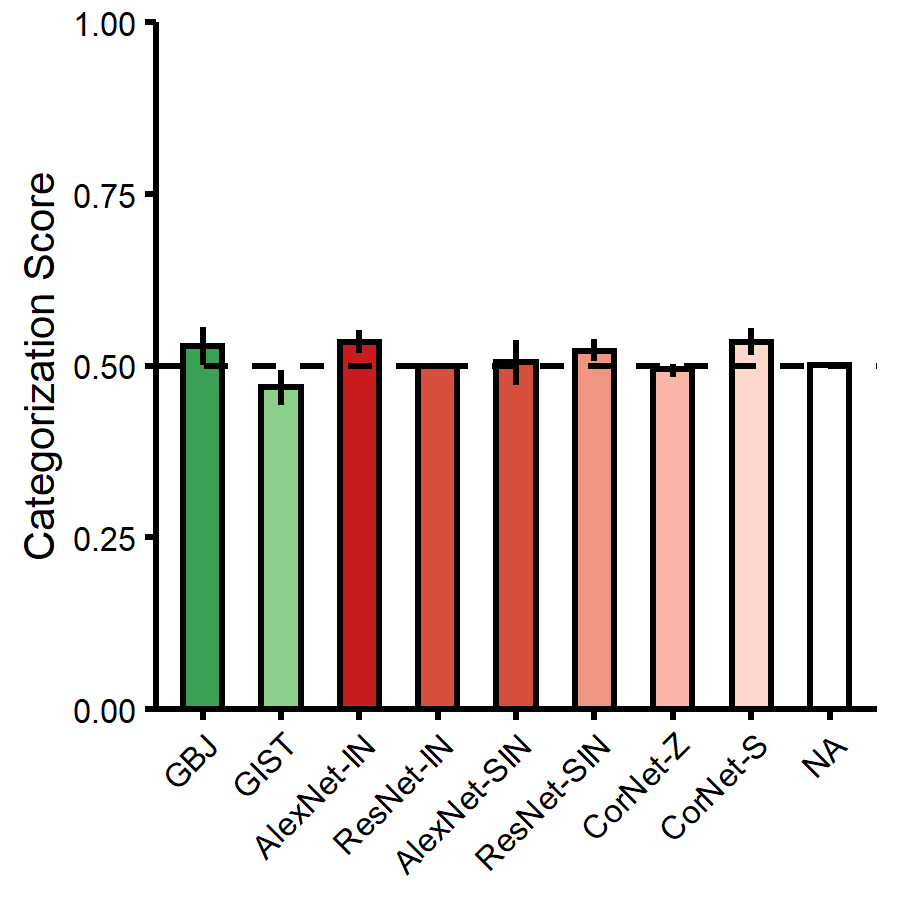 Categorization Score
1.00
0.75
0.50
0.25
0.00
GBJ
GIST
AlexNet-IN
ResNet-IN
AlexNet-SIN
ResNet-SIN
CorNet-Z
CorNet-S
NA